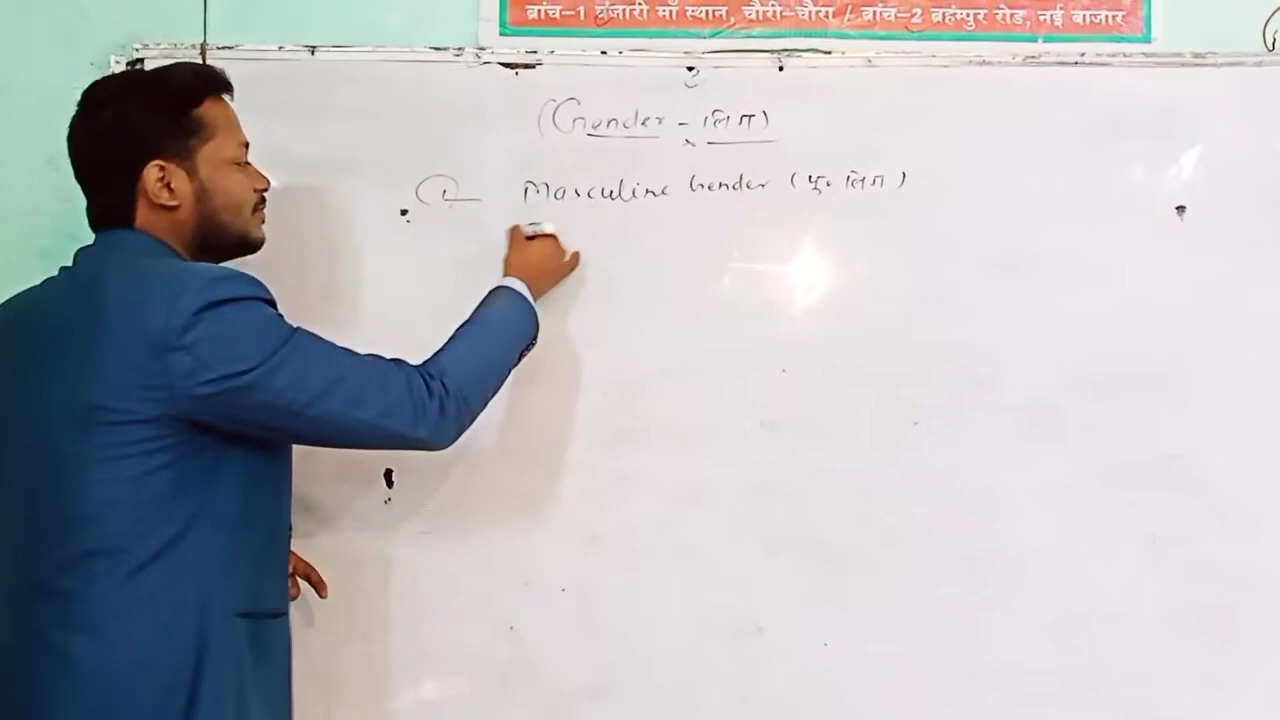 ब्रांच-1 बंजारी माँ स्थान, चौरी-चौरा / ब्रांच-2 ब्रहंमपुर रोड, नई बाजार
(Gender - लिंग)
① Masculine Gender (पु० लिंग)